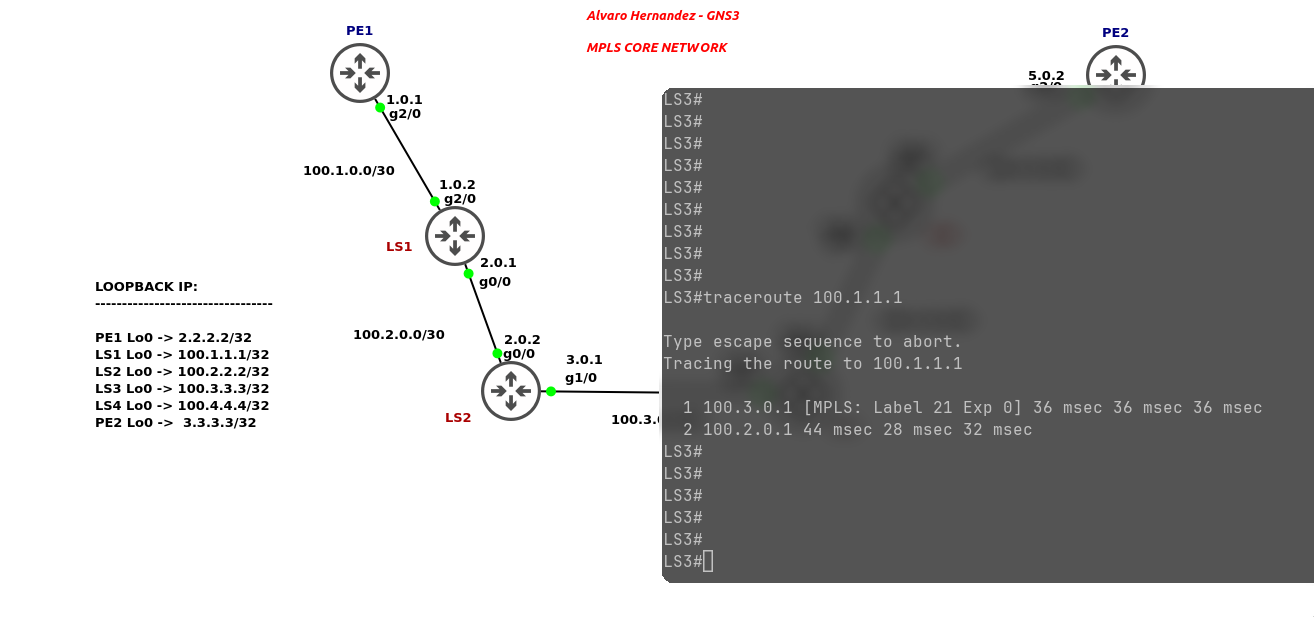 Alvaro Hernandez - GNS3
MPLS CORE NETWORK
PE1
1.0.1
g2/0
100.1.0.0/30
1.0.2
g2/0
LS1
2.0.1
g0/0
100.2.0.0/30
2.0.2
g0/0
3.0.1
g1/0
LS2
PE2
5.0.2
LOOPBACK IP:
---------------------------------
PE1 Lo0 -> 2.2.2.2/32
LS1 Lo0 -> 100.1.1.1/32
LS2 Lo0 -> 100.2.2.2/32
LS3 Lo0 -> 100.3.3.3/32
LS4 Lo0 -> 100.4.4.4/32
PE2 Lo0 ->  3.3.3.3/32
100.3.
LS3#
LS3#
LS3#
LS3#
LS3#
LS3#
LS3#
LS3#
LS3#
LS3#traceroute 100.1.1.1
Type escape sequence to abort.
Tracing the route to 100.1.1.1
1 100.3.0.1 [MPLS: Label 21 Exp 0] 36 msec 36 msec 36 msec
2 100.2.0.1 44 msec 28 msec 32 msec
LS3#
LS3#
LS3#
LS3#
LS3#
LS3#